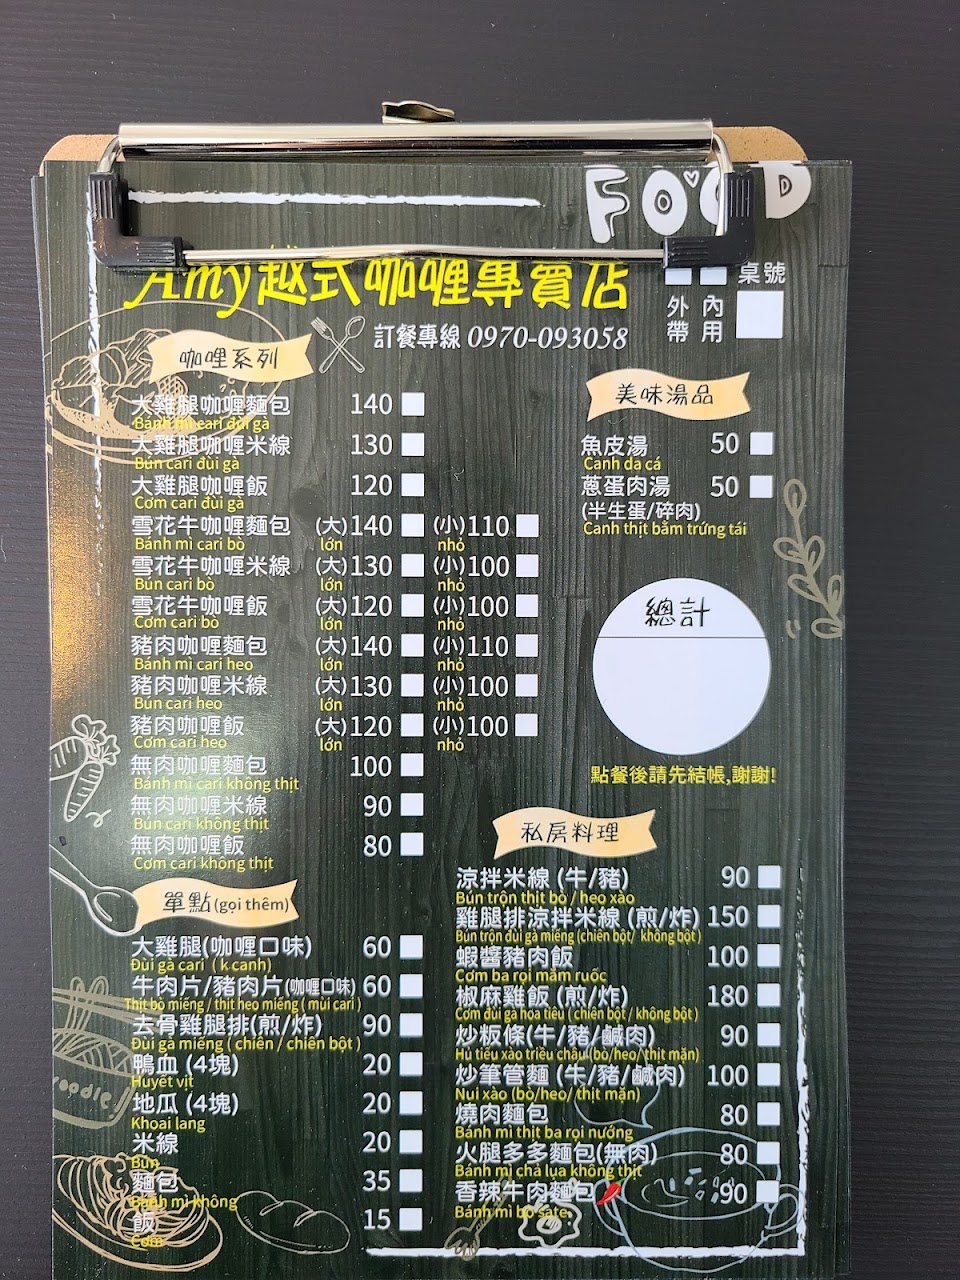 FOOD
Amy越式咖喱專賣店
桌號
外帶 內用
訂餐專線 0970-093058
咖哩系列
大雞腿咖喱麵包 140
Bánh mì cari đùi gà
大雞腿咖喱米線 130
Bún cari đùi gà
大雞腿咖喱飯 120
Cơm cari đùi gà
雪花牛咖喱麵包 (大)140 (小)110
Bánh mì cari bò lớn nhỏ
雪花牛咖喱米線 (大)130 (小)100
Bún cari bò lớn nhỏ
雪花牛咖喱飯 (大)120 (小)100
Cơm cari bò lớn nhỏ
豬肉咖喱麵包 (大)140 (小)110
Bánh mì cari heo lớn nhỏ
豬肉咖喱米線 (大)130 (小)100
Bún cari heo lớn nhỏ
豬肉咖喱飯 (大)120 (小)100
Cơm cari heo lớn nhỏ
無肉咖喱麵包 100
Bánh mì cari không thịt
無肉咖喱米線 90
Bún cari không thịt
無肉咖喱飯 80
Cơm cari không thịt
單點(gọi thêm)
大雞腿(咖喱口味) 60
Đùi gà cari ( k canh)
牛肉片/豬肉片(咖喱口味) 60
Thịt bò miếng / thịt heo miếng ( mùi cari )
去骨雞腿排(煎/炸) 90
Đùi gà miếng ( chiên / chiên bột )
鴨血 (4塊) 20
Huyết vịt
地瓜 (4塊) 20
Khoai lang
米線 20
Bún
麵包 35
Bánh mì không
飯 15
Cơm
美味湯品
魚皮湯 50
Canh da cá
蔥蛋肉湯 50
(半生蛋/碎肉)
Canh thịt bằm trứng tái
總計
點餐後請先結帳,謝謝!
私房料理
涼拌米線 (牛/豬) 90
Bún trộn thịt bò / heo xào
雞腿排涼拌米線 (煎/炸) 150
Bún trộn đùi gà miếng (chiên bột/ không bột )
蝦醬豬肉飯 100
Cơm ba rọi mắm ruốc
椒麻雞飯 (煎/炸) 180
Cơm đùi gà hoa tiêu ( chiên bột / không bột )
炒粄條(牛/豬/鹹肉) 90
Hủ tiếu xào triều châu (bò/heo/ thịt mặn)
炒筆管麵 (牛/豬/鹹肉) 100
Nui xào (bò/heo/ thịt mặn)
燒肉麵包 80
Bánh mì thịt ba rọi nướng
火腿多多麵包(無肉) 80
Bánh mì chả lụa không thịt
香辣牛肉麵包 90
Bánh mì bò sate
noodle